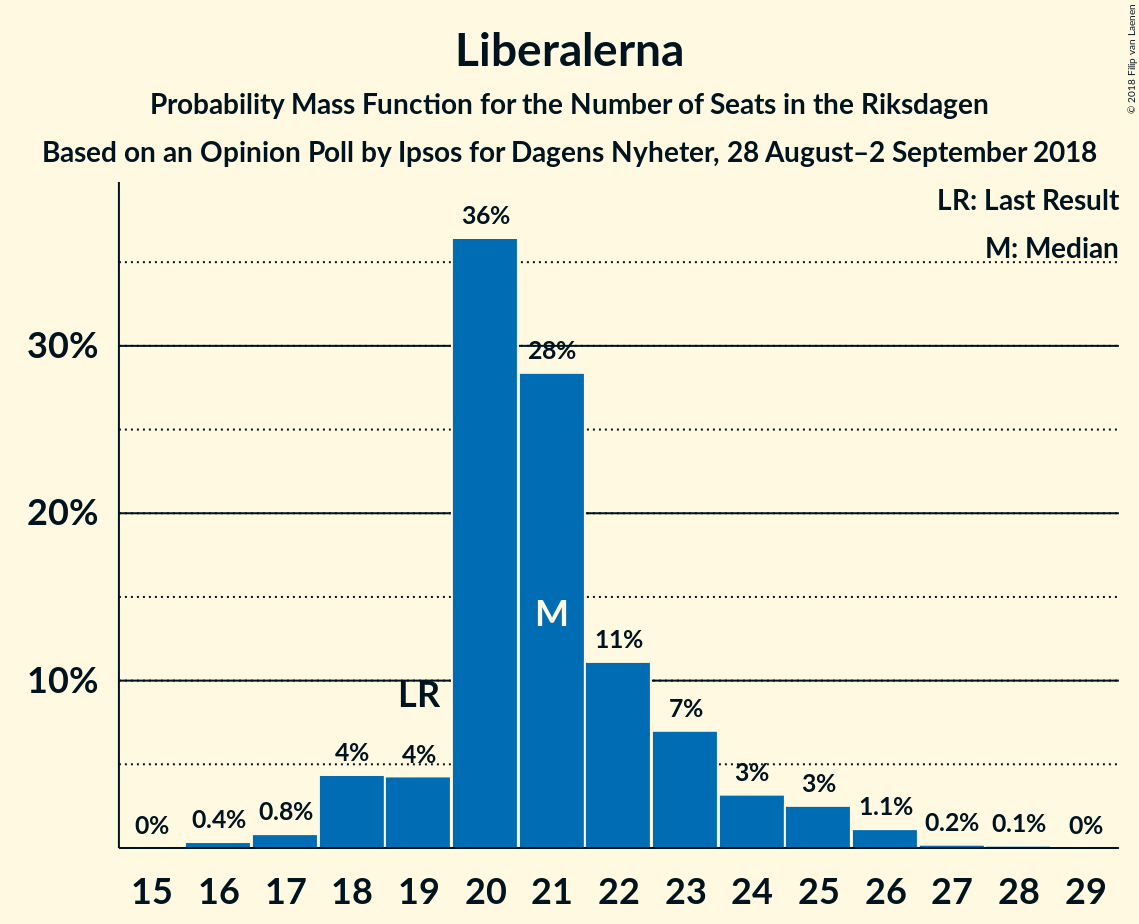 Liberalerna
Probability Mass Function for the Number of Seats in the Riksdagen
Based on an Opinion Poll by Ipsos for Dagens Nyheter, 28 August–2 September 2018
© 2018 Filip van Laenen
LR: Last Result
M: Median
36%
30%
28%
20%
M
11%
10%
LR
7%
4%
4%
3%
3%
1.1%
0.8%
0.4%
0.2%
0.1%
0%
0%
15 16 17 18 19 20 21 22 23 24 25 26 27 28 29